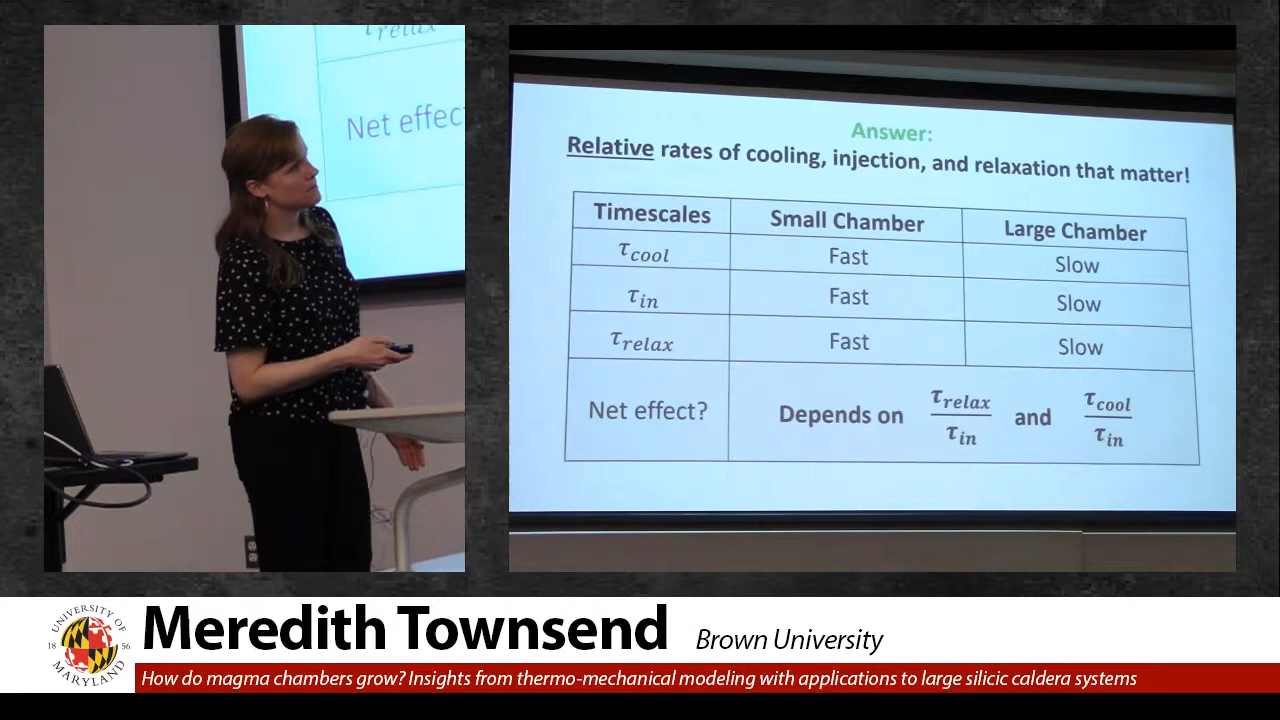 τrelax
Net effec
Answer:
Relative rates of cooling, injection, and relaxation that matter!
Timescales Small Chamber Large Chamber
τcool Fast Slow
τin Fast Slow
τrelax Fast Slow
Net effect? Depends on τrelax/τin and τcool/τin
UNIVERSITY OF
18 56
MARYLAND
Meredith Townsend Brown University
How do magma chambers grow? Insights from thermo-mechanical modeling with applications to large silicic caldera systems